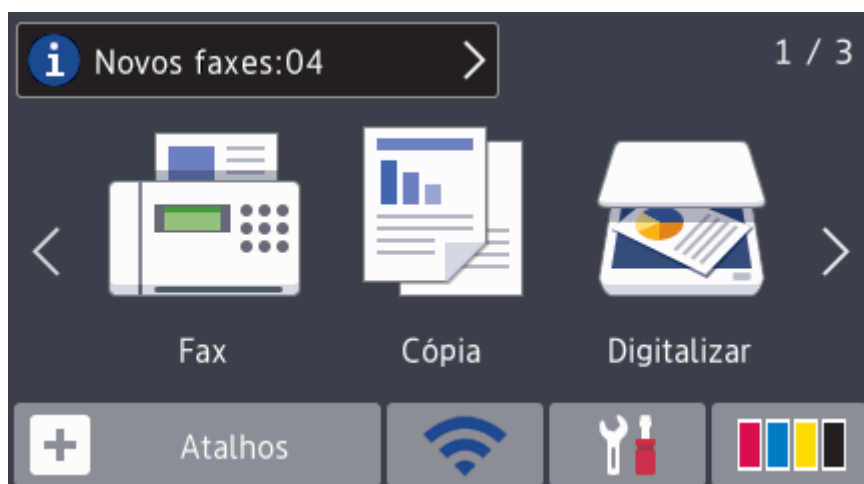 Novos faxes:04
1 / 3
Fax
Cópia
Digitalizar
Atalhos